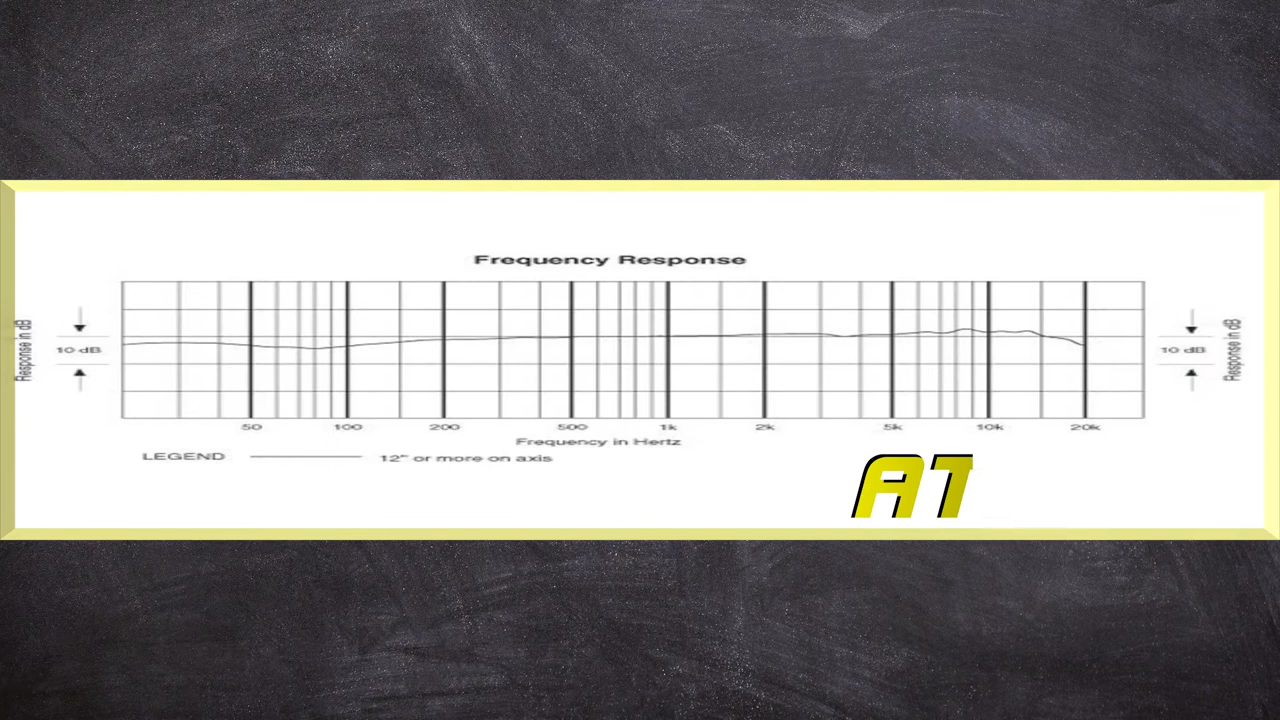 Frequency Response
Response in dB
10 dB
10 dB
Response in dB
50 100 200 500 1k 2k 5k 10k 20k
Frequency in Hertz
LEGEND 12" or more on axis
AT